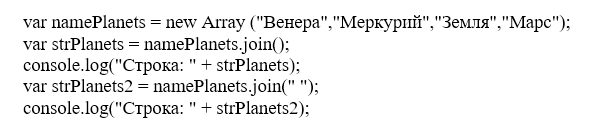 var namePlanets = new Array ("Венера","Меркурий","Земля","Марс");
var strPlanets = namePlanets.join();
console.log("Строка: " + strPlanets);
var strPlanets2 = namePlanets.join(" ");
console.log("Строка: " + strPlanets2);